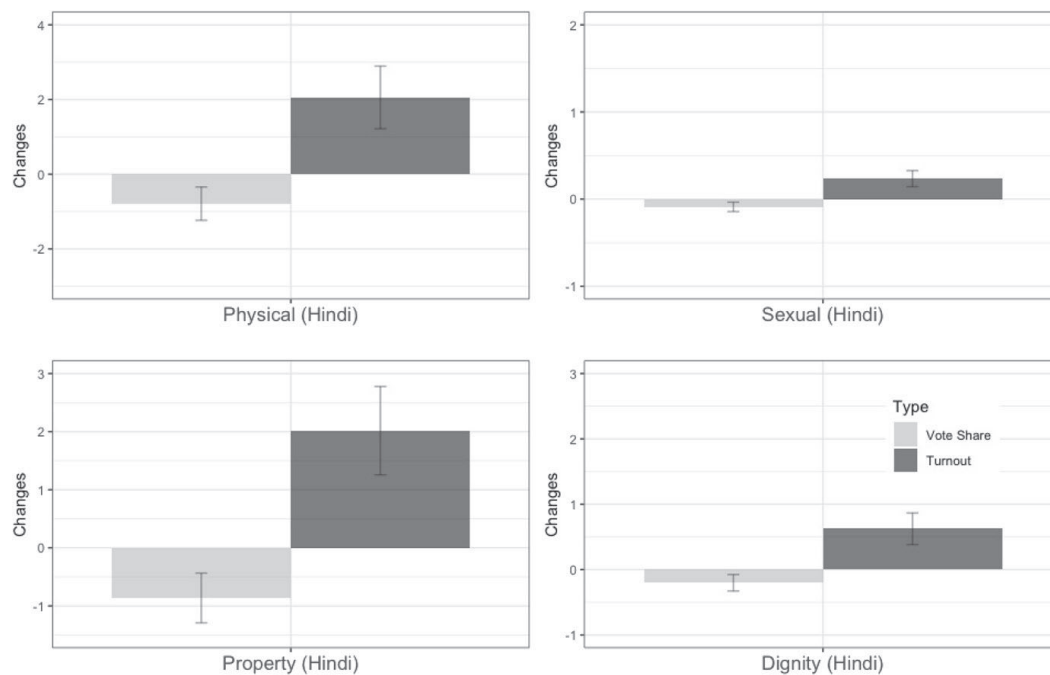 Changes
4
2
0
-2
Physical (Hindi)
Changes
2
1
0
-1
Sexual (Hindi)
Changes
3
2
1
0
-1
Property (Hindi)
Changes
3
2
1
0
-1
Type
Vote Share
Turnout
Dignity (Hindi)